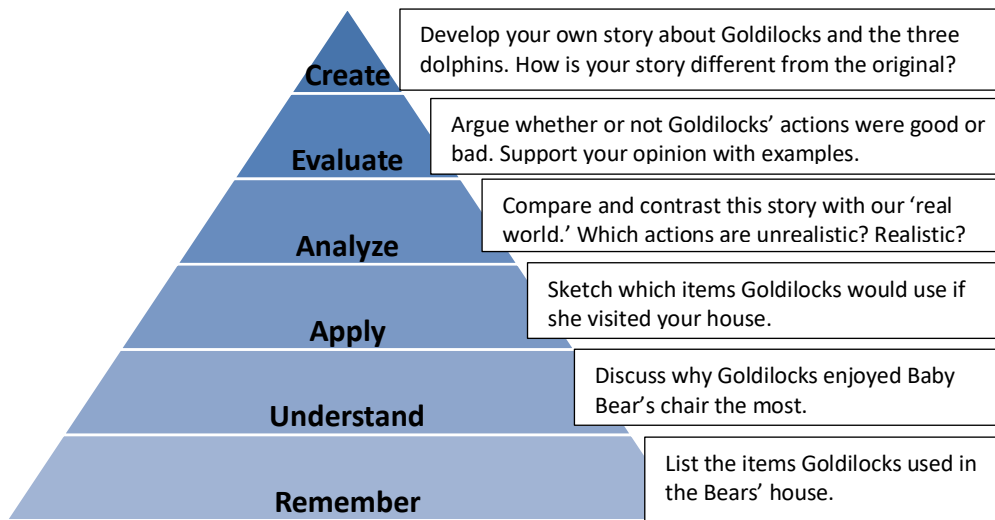 Create
Develop your own story about Goldilocks and the three
dolphins. How is your story different from the original?
Evaluate
Argue whether or not Goldilocks’ actions were good or
bad. Support your opinion with examples.
Analyze
Compare and contrast this story with our ‘real
world.’ Which actions are unrealistic? Realistic?
Apply
Sketch which items Goldilocks would use if
she visited your house.
Understand
Discuss why Goldilocks enjoyed Baby
Bear’s chair the most.
Remember
List the items Goldilocks used in
the Bears’ house.